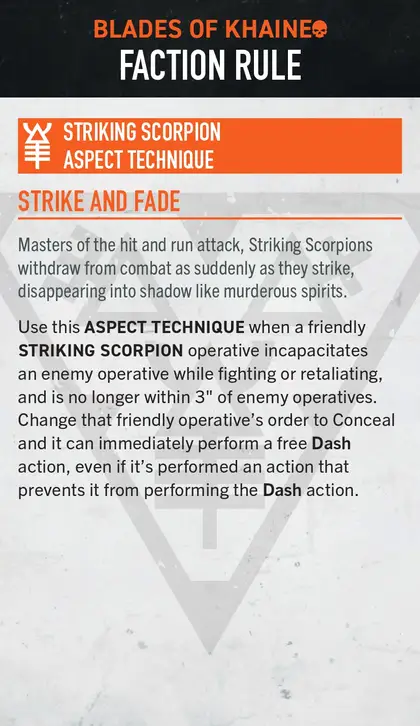 BLADES OF KHAINE
FACTION RULE
STRIKING SCORPION
ASPECT TECHNIQUE
STRIKE AND FADE
Masters of the hit and run attack, Striking Scorpions
withdraw from combat as suddenly as they strike,
disappearing into shadow like murderous spirits.
Use this ASPECT TECHNIQUE when a friendly
STRIKING SCORPION operative incapacitates
an enemy operative while fighting or retaliating,
and is no longer within 3" of enemy operatives.
Change that friendly operative’s order to Conceal
and it can immediately perform a free Dash
action, even if it’s performed an action that
prevents it from performing the Dash action.